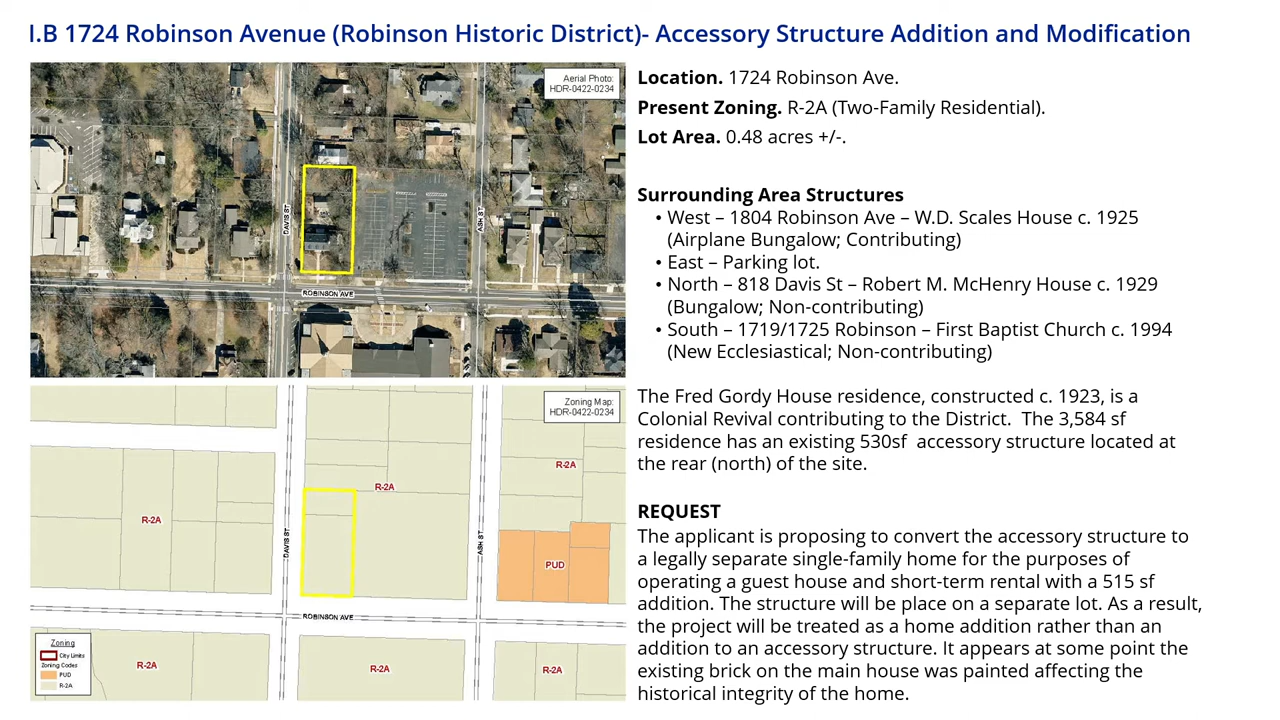 I.B 1724 Robinson Avenue (Robinson Historic District)- Accessory Structure Addition and Modification
Aerial Photo:
HDR-0422-0234
DAVIS ST
ASH ST
ROBINSON AVE
Zoning Map:
HDR-0422-0234
R-2A
R-2A
R-2A
PUD
DAVIS ST
ASH ST
ROBINSON AVE
R-2A
R-2A
R-2A
Zoning
City Limits
Zoning Codes
PUD
R-2A
Location. 1724 Robinson Ave.
Present Zoning. R-2A (Two-Family Residential).
Lot Area. 0.48 acres +/-.
Surrounding Area Structures
• West – 1804 Robinson Ave – W.D. Scales House c. 1925
(Airplane Bungalow; Contributing)
• East – Parking lot.
• North – 818 Davis St – Robert M. McHenry House c. 1929
(Bungalow; Non-contributing)
• South – 1719/1725 Robinson – First Baptist Church c. 1994
(New Ecclesiastical; Non-contributing)
The Fred Gordy House residence, constructed c. 1923, is a
Colonial Revival contributing to the District. The 3,584 sf
residence has an existing 530sf accessory structure located at
the rear (north) of the site.
REQUEST
The applicant is proposing to convert the accessory structure to
a legally separate single-family home for the purposes of
operating a guest house and short-term rental with a 515 sf
addition. The structure will be place on a separate lot. As a result,
the project will be treated as a home addition rather than an
addition to an accessory structure. It appears at some point the
existing brick on the main house was painted affecting the
historical integrity of the home.